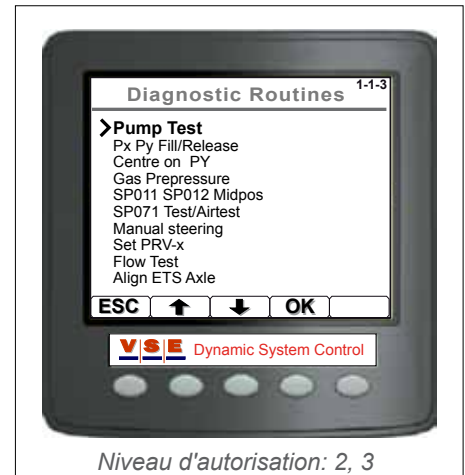 Diagnostic Routines 1-1-3
Pump Test
Px Py Fill/Release
Centre on PY
Gas Prepressure
SP011 SP012 Midpos
SP071 Test/Airtest
Manual steering
Set PRV-x
Flow Test
Align ETS Axle
ESC OK
VSE Dynamic System Control
Niveau d'autorisation: 2, 3